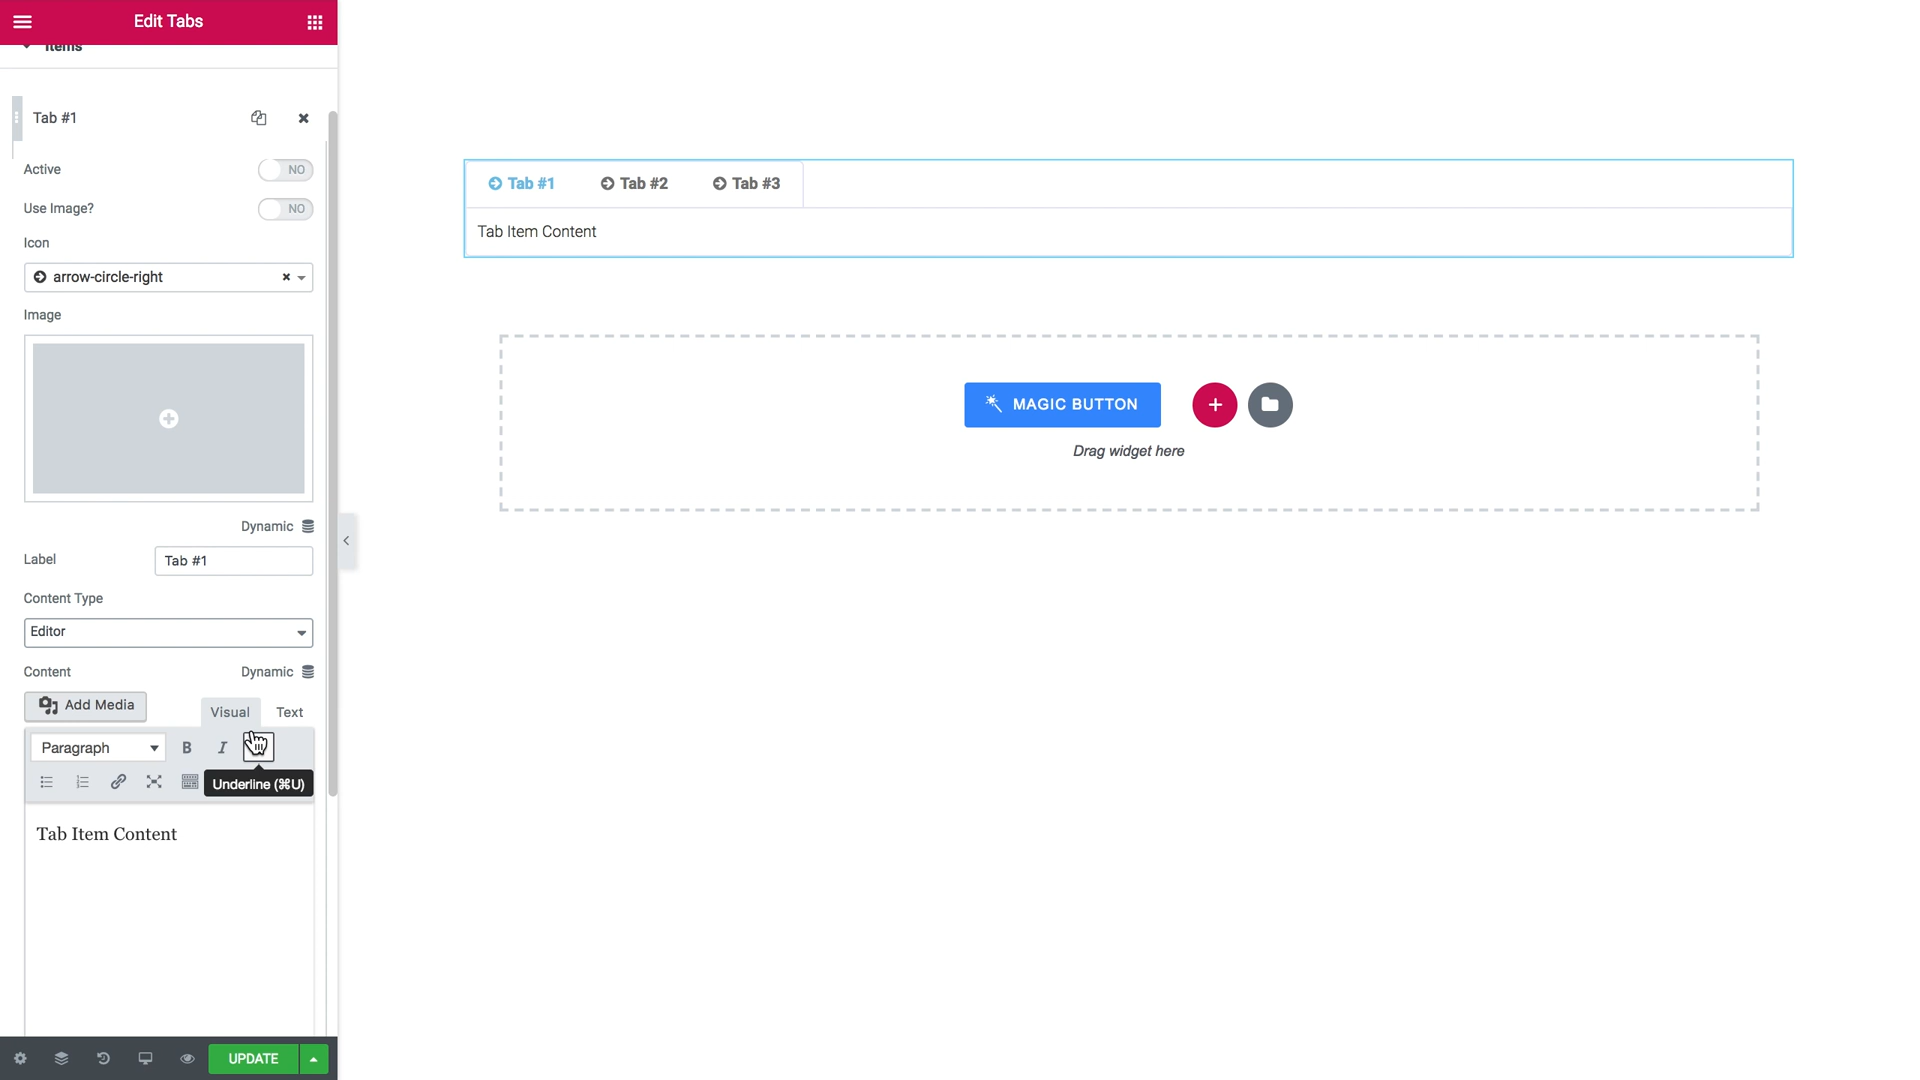 Edit Tabs
Items
Tab #1
Active
NO
Use Image?
NO
Icon
arrow-circle-right
Image
Dynamic
Label
Tab #1
Content Type
Editor
Content
Dynamic
Add Media
Visual
Text
Paragraph
B
I
Underline (⌘U)
Tab Item Content
UPDATE
Tab #1
Tab #2
Tab #3
Tab Item Content
MAGIC BUTTON
Drag widget here